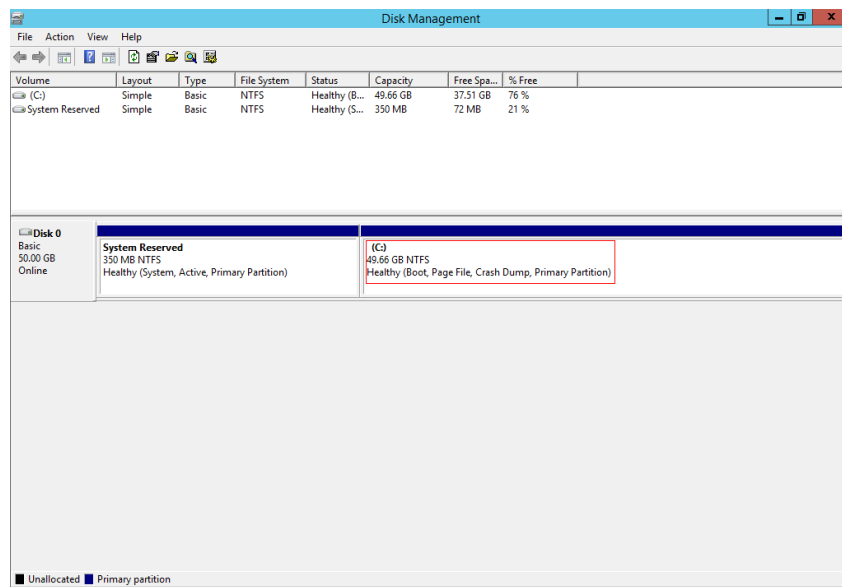 Disk Management
File Action View Help
Volume Layout Type File System Status Capacity Free Spa... % Free
(C:) Simple Basic NTFS Healthy (B... 49.66 GB 37.51 GB 76 %
System Reserved Simple Basic NTFS Healthy (S... 350 MB 72 MB 21 %
Disk 0
Basic
50.00 GB
Online
System Reserved
350 MB NTFS
Healthy (System, Active, Primary Partition)
(C:)
49.66 GB NTFS
Healthy (Boot, Page File, Crash Dump, Primary Partition)
Unallocated Primary partition